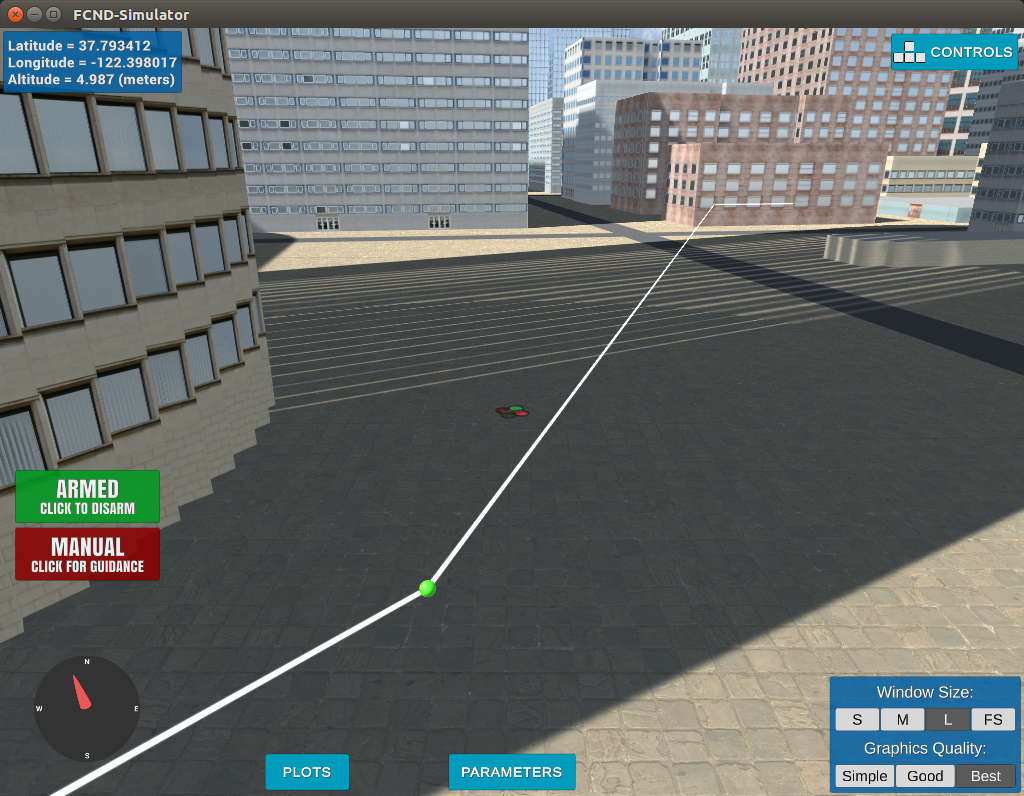 FCND-Simulator
Latitude = 37.793412
Longitude = -122.398017
Altitude = 4.987 (meters)
CONTROLS
ARMED
CLICK TO DISARM
MANUAL
CLICK FOR GUIDANCE
N
W E
S
PLOTS
PARAMETERS
Window Size:
S M L FS
Graphics Quality:
Simple Good Best